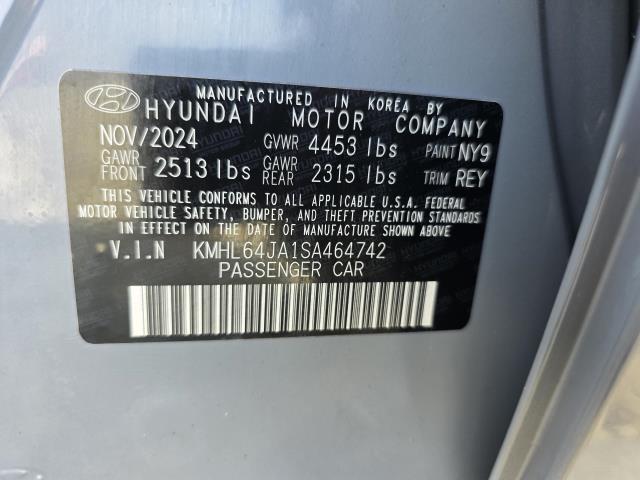 MANUFACTURED IN KOREA BY
HYUNDAI MOTOR COMPANY
NOV/2024 GVWR 4453 lbs PAINT NY9
GAWR FRONT 2513 lbs GAWR REAR 2315 lbs TRIM REY
THIS VEHICLE CONFORMS TO ALL APPLICABLE U.S.A. FEDERAL
MOTOR VEHICLE SAFETY, BUMPER, AND THEFT PREVENTION STANDARDS
IN EFFECT ON THE DATE OF MANUFACTURE SHOWN ABOVE.
V.I.N KMHL64JA1SA464742
PASSENGER CAR